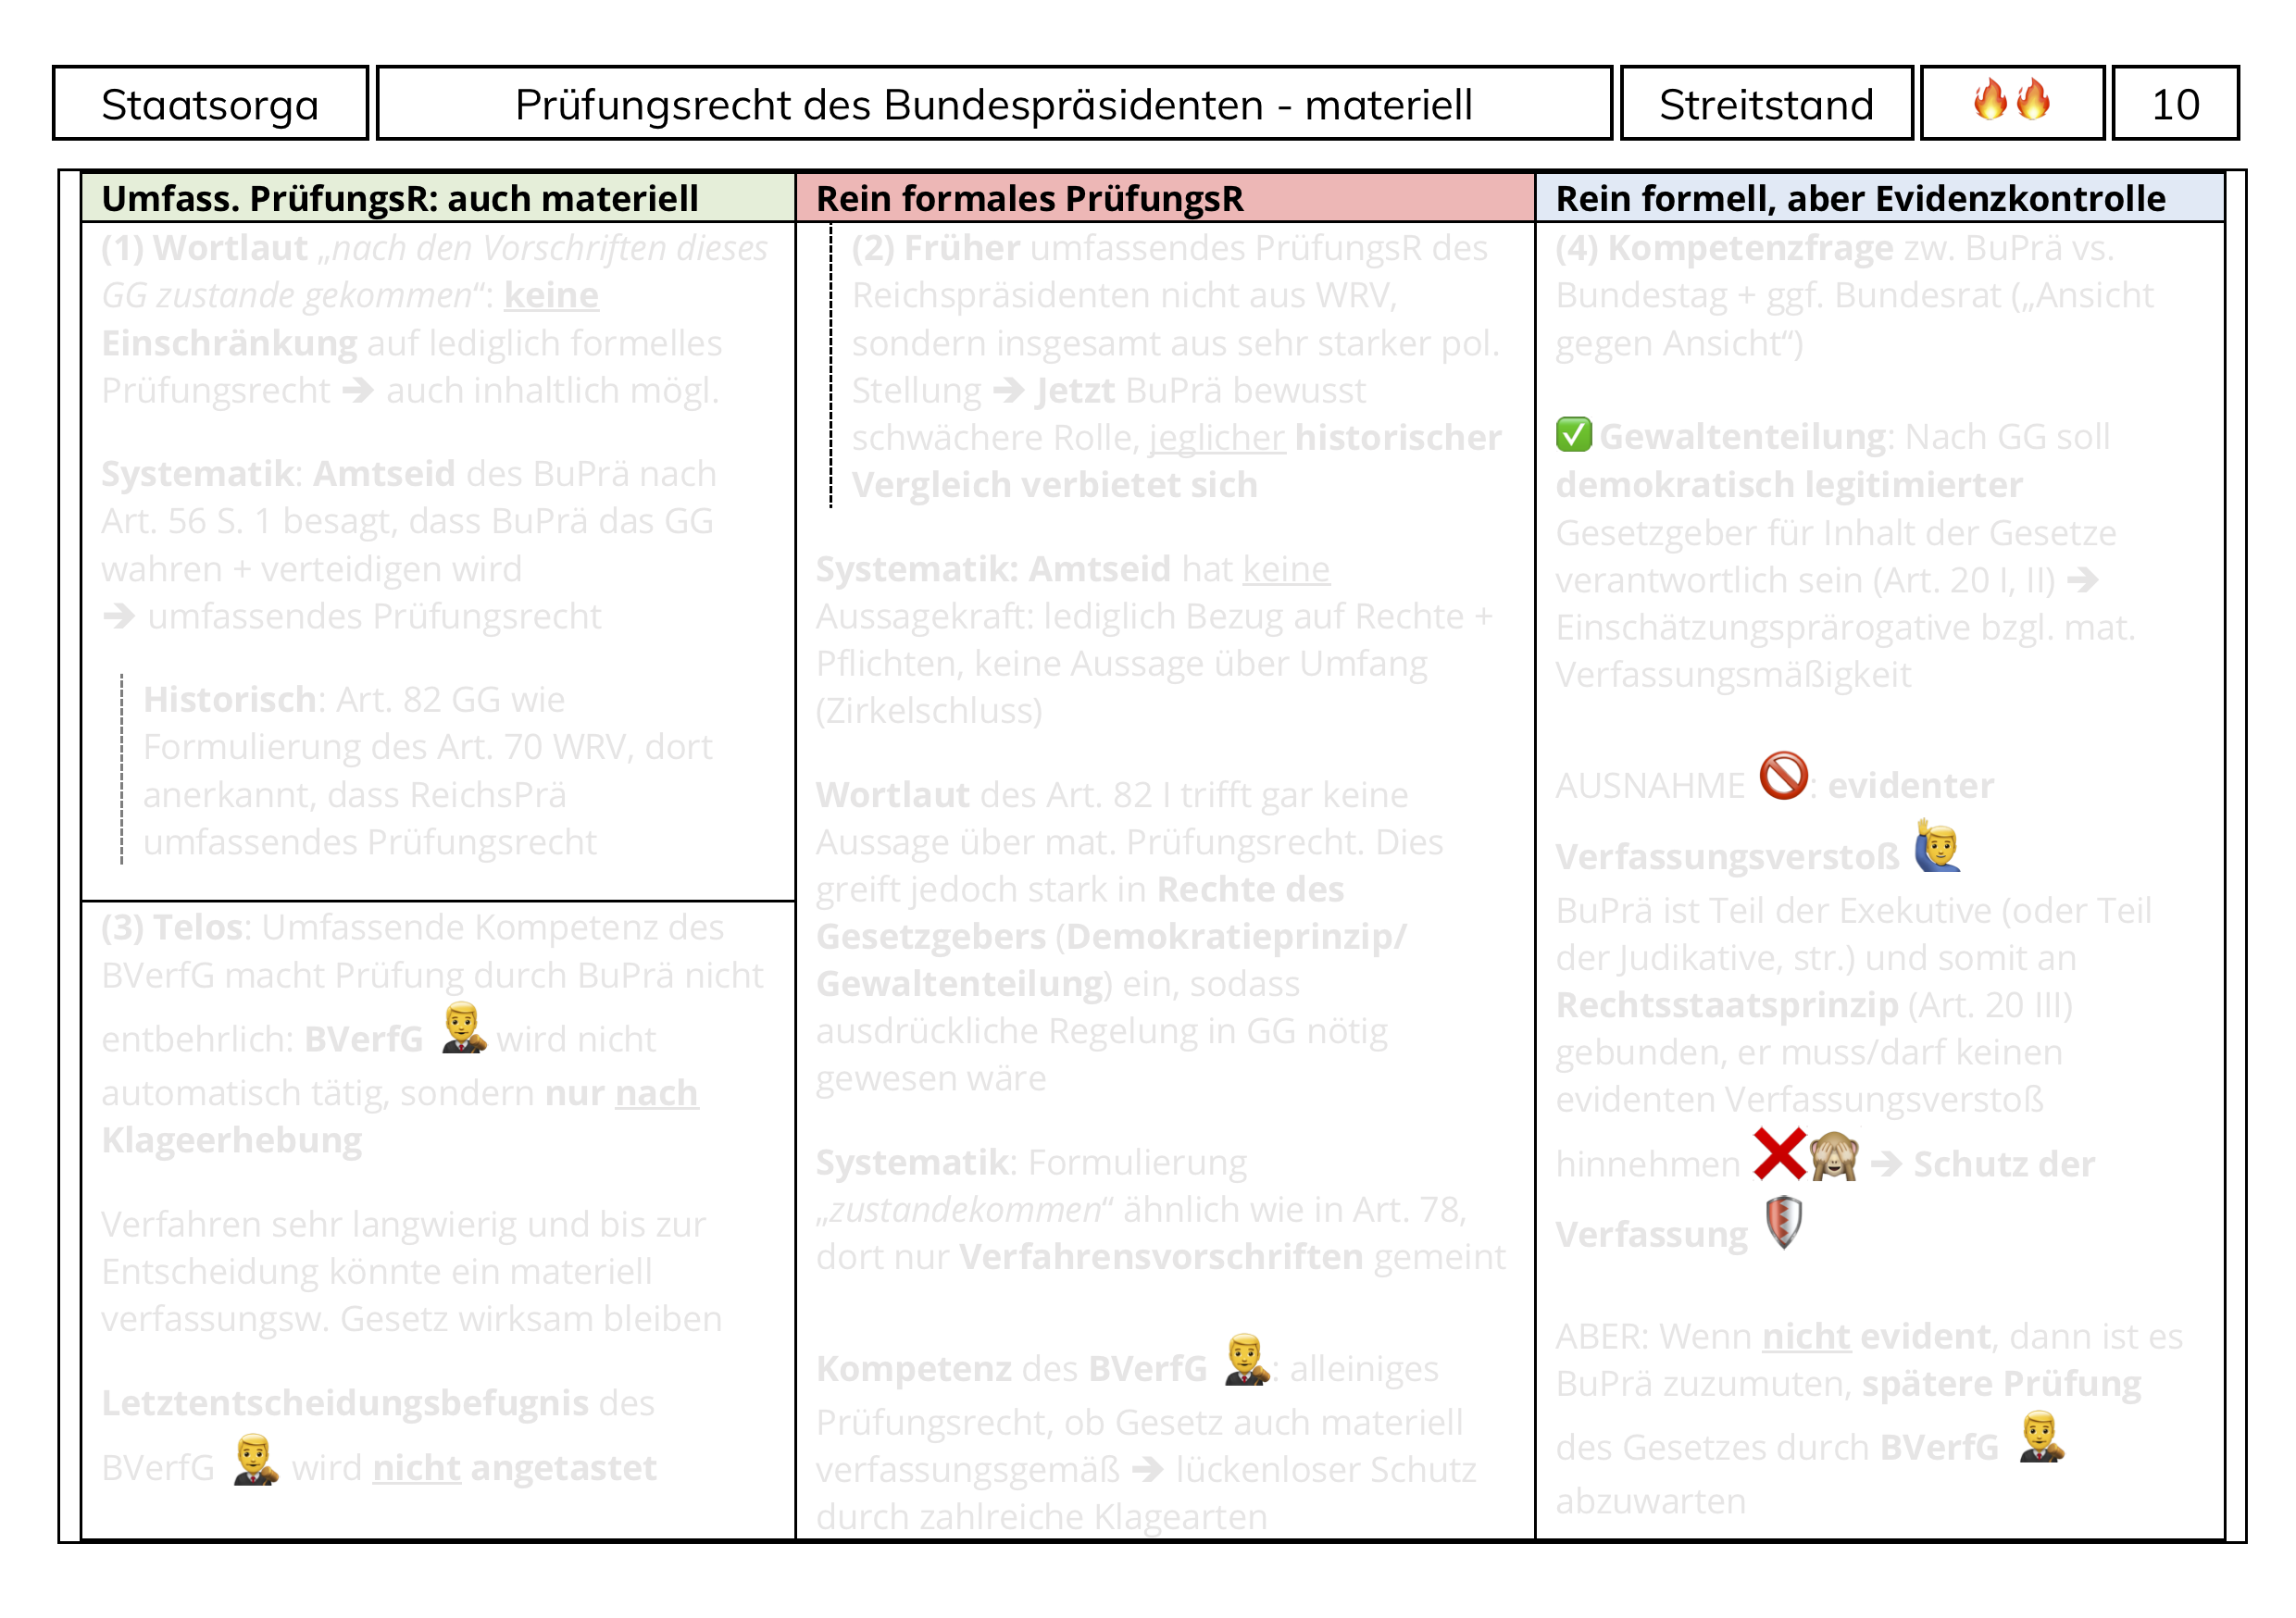 Staatsorga
Prüfungsrecht des Bundespräsidenten - materiell
Streitstand
10
Umfass. PrüfungsR: auch materiell
(1) Wortlaut „nach den Vorschriften dieses
GG zustande gekommen“: keine
Einschränkung auf lediglich formelles
Prüfungsrecht ➔ auch inhaltlich mögl.
Systematik: Amtseid des BuPrä nach
Art. 56 S. 1 besagt, dass BuPrä das GG
wahren + verteidigen wird
➔ umfassendes Prüfungsrecht
Historisch: Art. 82 GG wie
Formulierung des Art. 70 WRV, dort
anerkannt, dass ReichsPrä
umfassendes Prüfungsrecht
(3) Telos: Umfassende Kompetenz des
BVerfG macht Prüfung durch BuPrä nicht
entbehrlich: BVerfG wird nicht
automatisch tätig, sondern nur nach
Klageerhebung
Verfahren sehr langwierig und bis zur
Entscheidung könnte ein materiell
verfassungsw. Gesetz wirksam bleiben
Letztentscheidungsbefugnis des
BVerfG wird nicht angetastet
Rein formales PrüfungsR
(2) Früher umfassendes PrüfungsR des
Reichspräsidenten nicht aus WRV,
sondern insgesamt aus sehr starker pol.
Stellung ➔ Jetzt BuPrä bewusst
schwächere Rolle, jeglicher historischer
Vergleich verbietet sich
Systematik: Amtseid hat keine
Aussagekraft: lediglich Bezug auf Rechte +
Pflichten, keine Aussage über Umfang
(Zirkelschluss)
Wortlaut des Art. 82 I trifft gar keine
Aussage über mat. Prüfungsrecht. Dies
greift jedoch stark in Rechte des
Gesetzgebers (Demokratieprinzip/
Gewaltenteilung) ein, sodass
ausdrückliche Regelung in GG nötig
gewesen wäre
Systematik: Formulierung
„zustandekommen“ ähnlich wie in Art. 78,
dort nur Verfahrensvorschriften gemeint
Kompetenz des BVerfG : alleiniges
Prüfungsrecht, ob Gesetz auch materiell
verfassungsgemäß ➔ lückenloser Schutz
durch zahlreiche Klagearten
Rein formell, aber Evidenzkontrolle
(4) Kompetenzfrage zw. BuPrä vs.
Bundestag + ggf. Bundesrat („Ansicht
gegen Ansicht“)
Gewaltenteilung: Nach GG soll
demokratisch legitimierter
Gesetzgeber für Inhalt der Gesetze
verantwortlich sein (Art. 20 I, II) ➔
Einschätzungsprärogative bzgl. mat.
Verfassungsmäßigkeit
AUSNAHME : evidenter
Verfassungsverstoß
BuPrä ist Teil der Exekutive (oder Teil
der Judikative, str.) und somit an
Rechtsstaatsprinzip (Art. 20 III)
gebunden, er muss/darf keinen
evidenten Verfassungsverstoß
hinnehmen ➔ Schutz der
Verfassung
ABER: Wenn nicht evident, dann ist es
BuPrä zuzumuten, spätere Prüfung
des Gesetzes durch BVerfG
abzuwarten